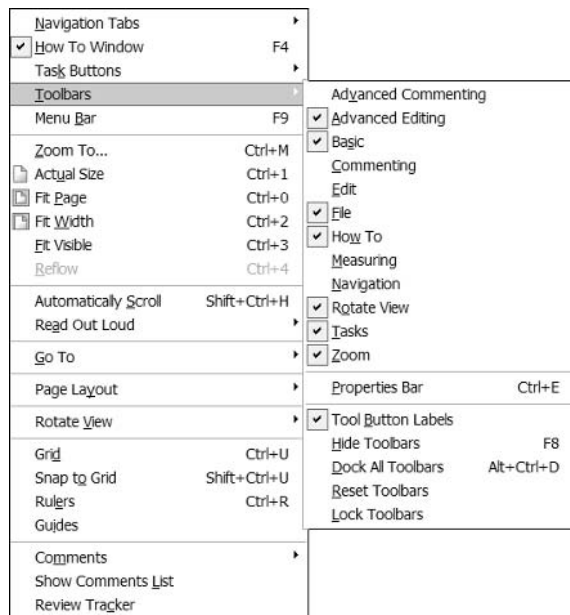 Navigation Tabs
How To Window F4
Task Buttons
Toolbars
Menu Bar F9
Zoom To... Ctrl+M
Actual Size Ctrl+1
Fit Page Ctrl+0
Fit Width Ctrl+2
Fit Visible Ctrl+3
Reflow Ctrl+4
Automatically Scroll Shift+Ctrl+H
Read Out Loud
Go To
Page Layout
Rotate View
Grid Ctrl+U
Snap to Grid Shift+Ctrl+U
Rulers Ctrl+R
Guides
Comments
Show Comments List
Review Tracker
Advanced Commenting
Advanced Editing
Basic
Commenting
Edit
File
How To
Measuring
Navigation
Rotate View
Tasks
Zoom
Properties Bar Ctrl+E
Tool Button Labels
Hide Toolbars F8
Dock All Toolbars Alt+Ctrl+D
Reset Toolbars
Lock Toolbars